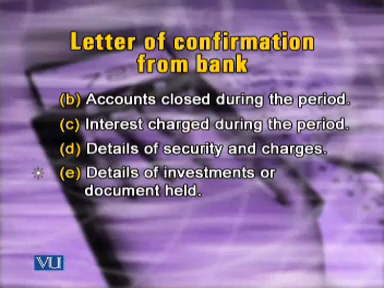 Letter of confirmation
from bank
(b) Accounts closed during the period.
(c) Interest charged during the period.
(d) Details of security and charges.
(e) Details of investments or
document held.
VU